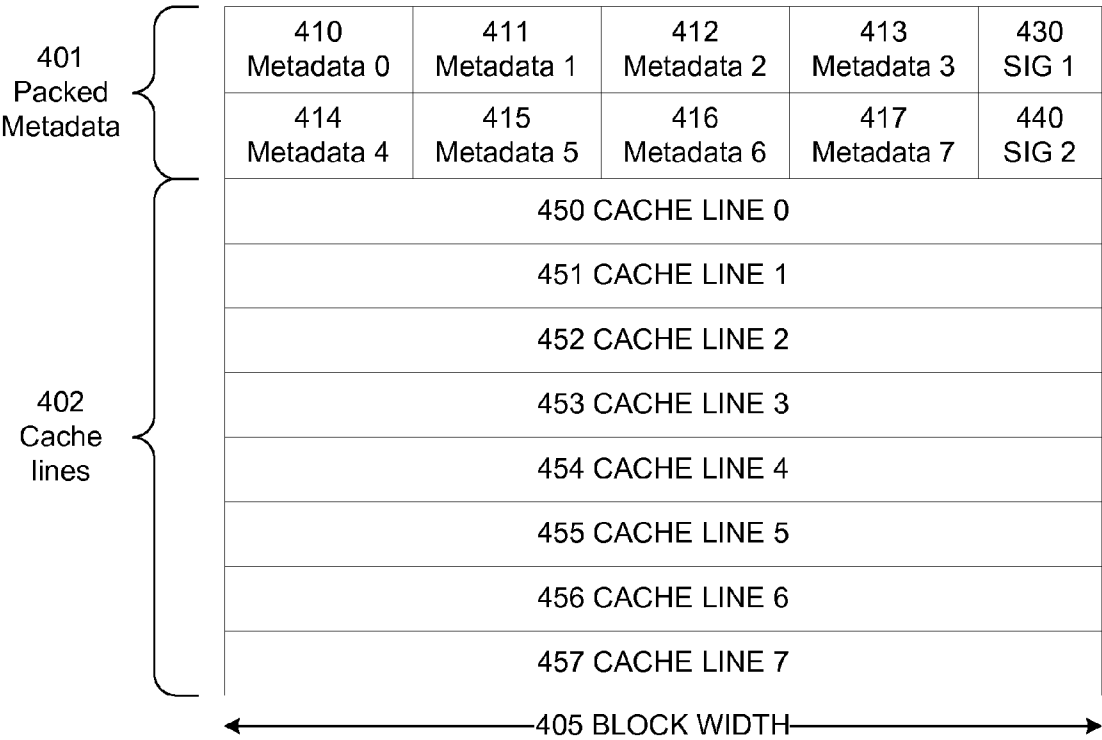 401
Packed
Metadata
410
Metadata 0
411
Metadata 1
412
Metadata 2
413
Metadata 3
430
SIG 1
414
Metadata 4
415
Metadata 5
416
Metadata 6
417
Metadata 7
440
SIG 2
402
Cache
lines
450 CACHE LINE 0
451 CACHE LINE 1
452 CACHE LINE 2
453 CACHE LINE 3
454 CACHE LINE 4
455 CACHE LINE 5
456 CACHE LINE 6
457 CACHE LINE 7
405 BLOCK WIDTH